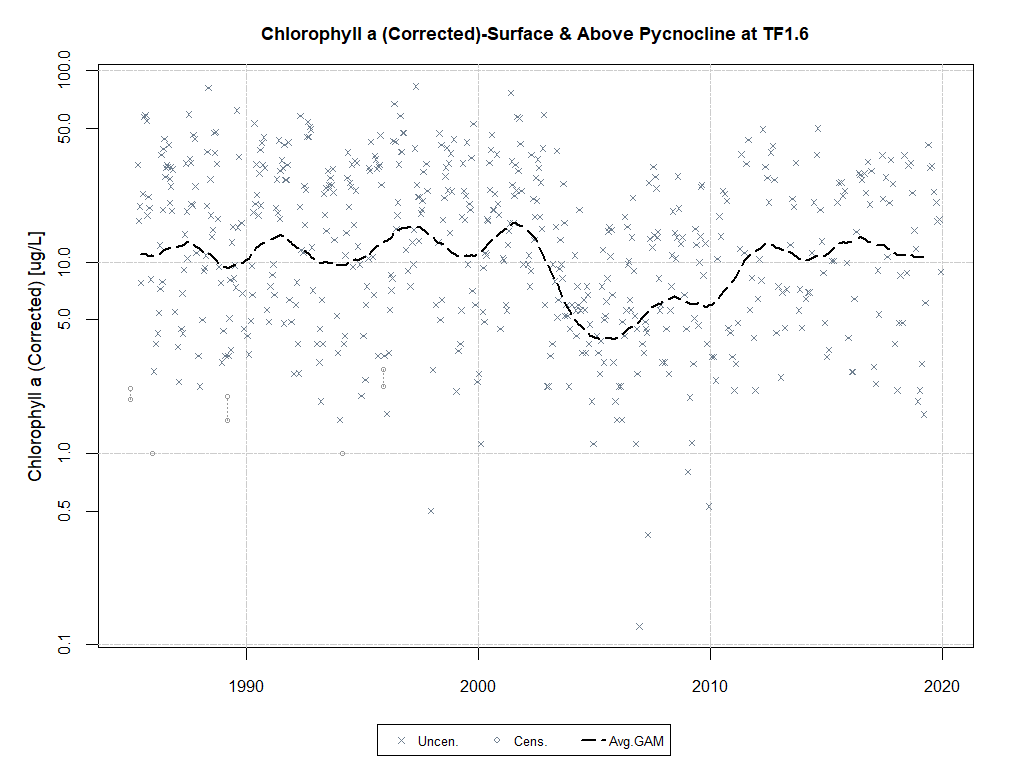 Chlorophyll a (Corrected)-Surface & Above Pycnocline at TF1.6
Chlorophyll a (Corrected) [ug/L]
100.0
50.0
10.0
5.0
1.0
0.5
0.1
1990 2000 2010 2020
Uncen. Cens. Avg.GAM